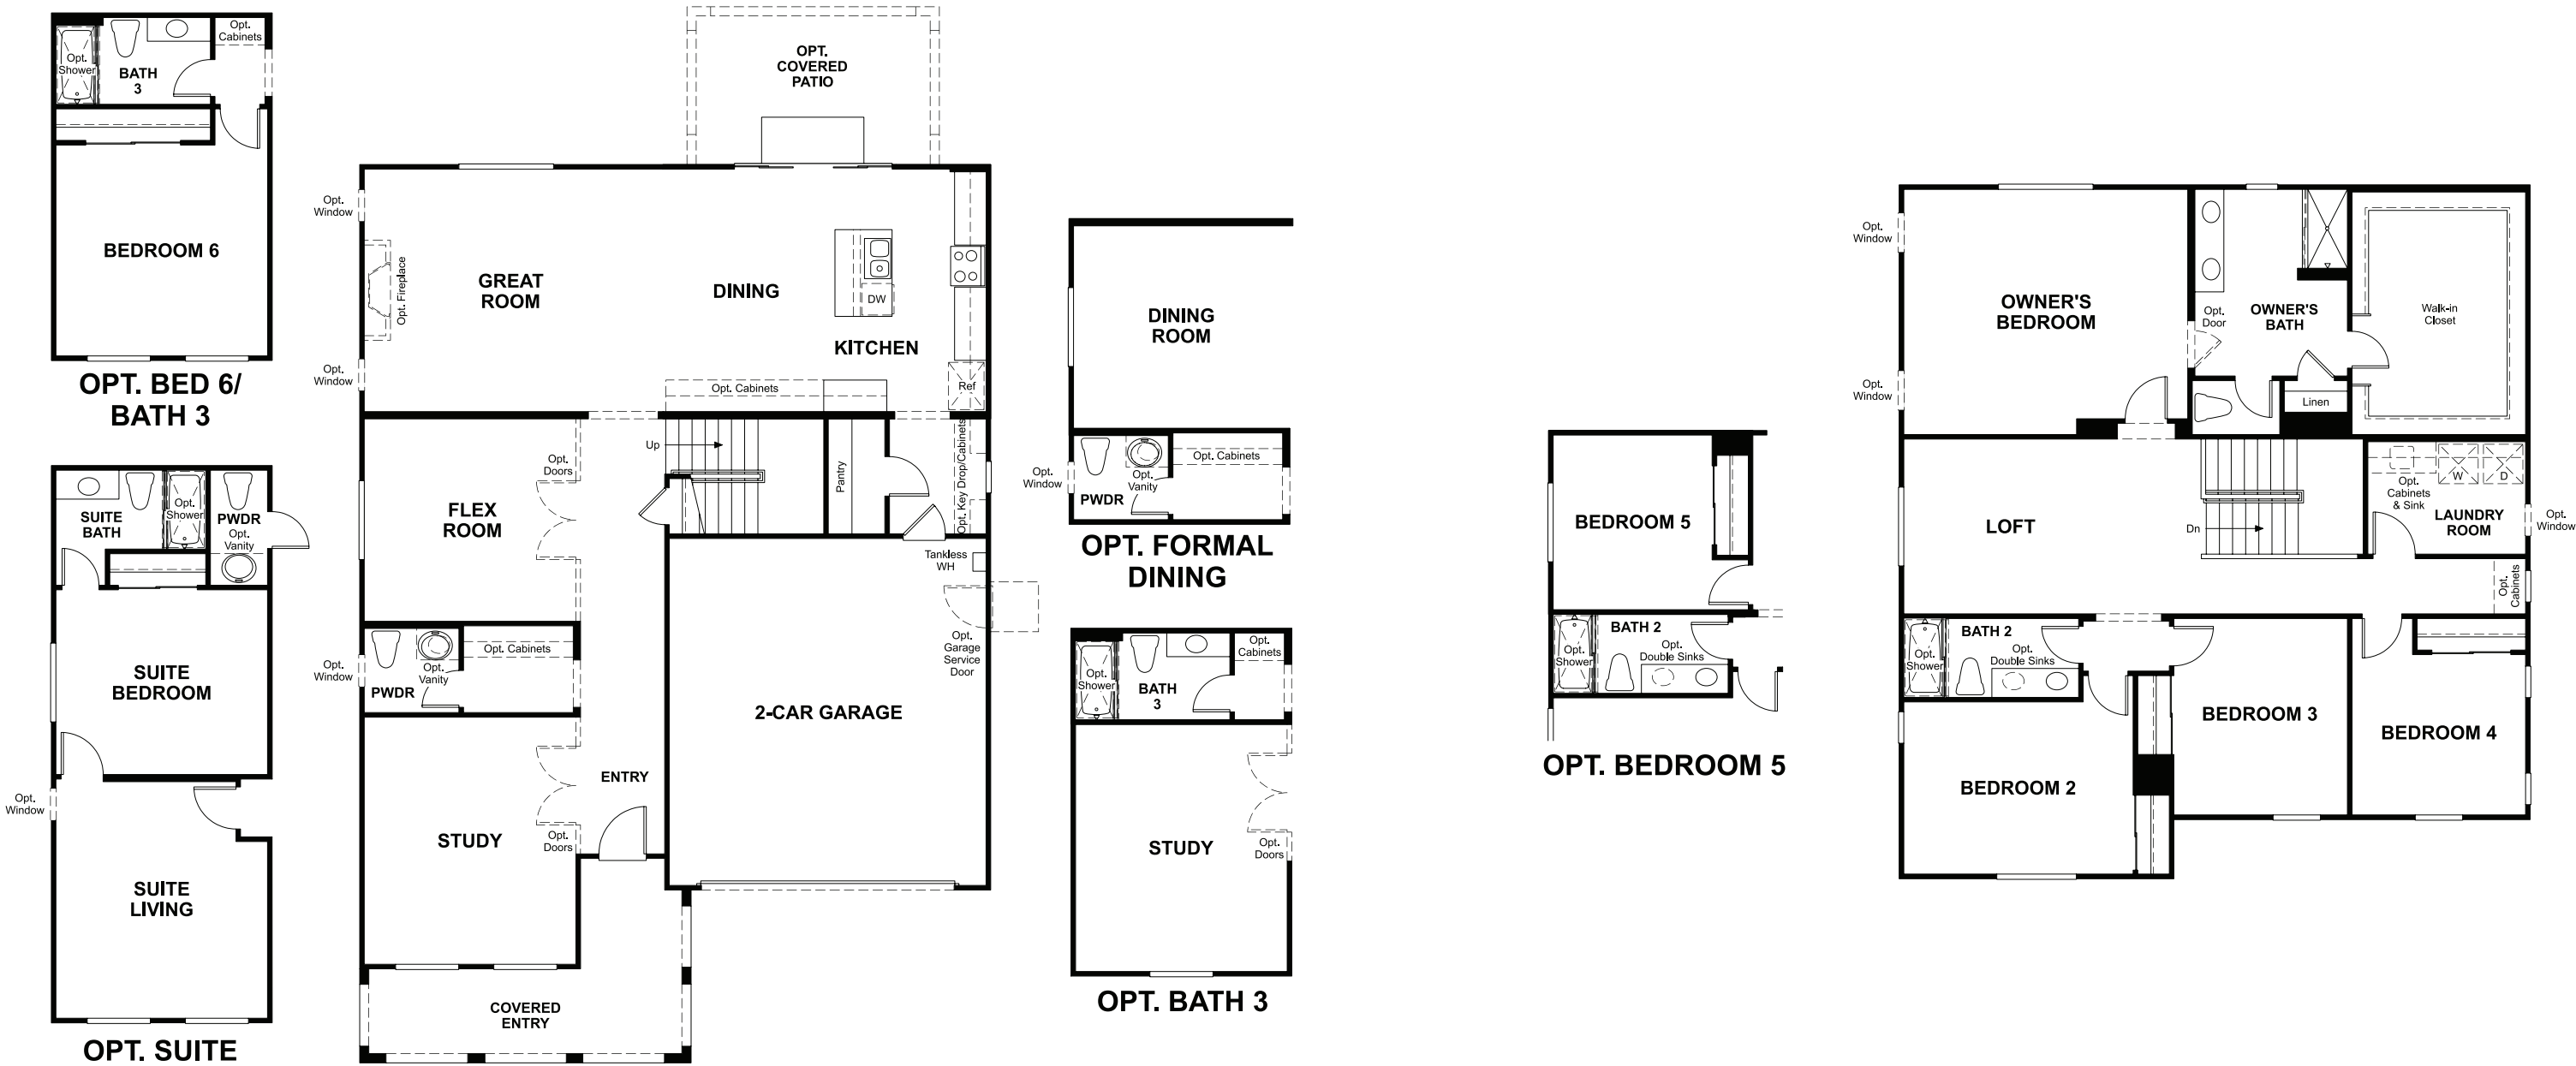 Opt.
Cabinets
Opt.
Shower
BATH
3
BEDROOM 6
OPT. BED 6/
BATH 3
SUITE
BATH
Opt.
Shower
PWDR
Opt.
Vanity
SUITE
BEDROOM
Opt.
Window
SUITE
LIVING
OPT. SUITE
OPT.
COVERED
PATIO
Opt.
Window
Opt. Fireplace
GREAT
ROOM
DINING
DW
KITCHEN
Opt.
Window
Opt. Cabinets
Ref
Up
Opt.
Doors
FLEX
ROOM
Pantry
Opt. Key Drop/Cabinets
Tankless
WH
Opt.
Garage
Service
Door
Opt.
Window
PWDR
Opt.
Vanity
Opt. Cabinets
2-CAR GARAGE
ENTRY
STUDY
Opt.
Doors
COVERED
ENTRY
DINING
ROOM
Opt.
Window
PWDR
Opt.
Vanity
Opt. Cabinets
OPT. FORMAL
DINING
Opt.
Cabinets
Opt.
Shower
BATH
3
STUDY
Opt.
Doors
OPT. BATH 3
BEDROOM 5
BATH 2
Opt.
Shower
Opt.
Double Sinks
OPT. BEDROOM 5
Opt.
Window
OWNER'S
BEDROOM
Opt.
Door
OWNER'S
BATH
Walk-in
Closet
Opt.
Window
Linen
LOFT
Dn
Opt.
Cabinets
& Sink
W
D
LAUNDRY
ROOM
Opt.
Window
Opt.
Cabinets
BATH 2
Opt.
Shower
Opt.
Double Sinks
BEDROOM 3
BEDROOM 4
BEDROOM 2